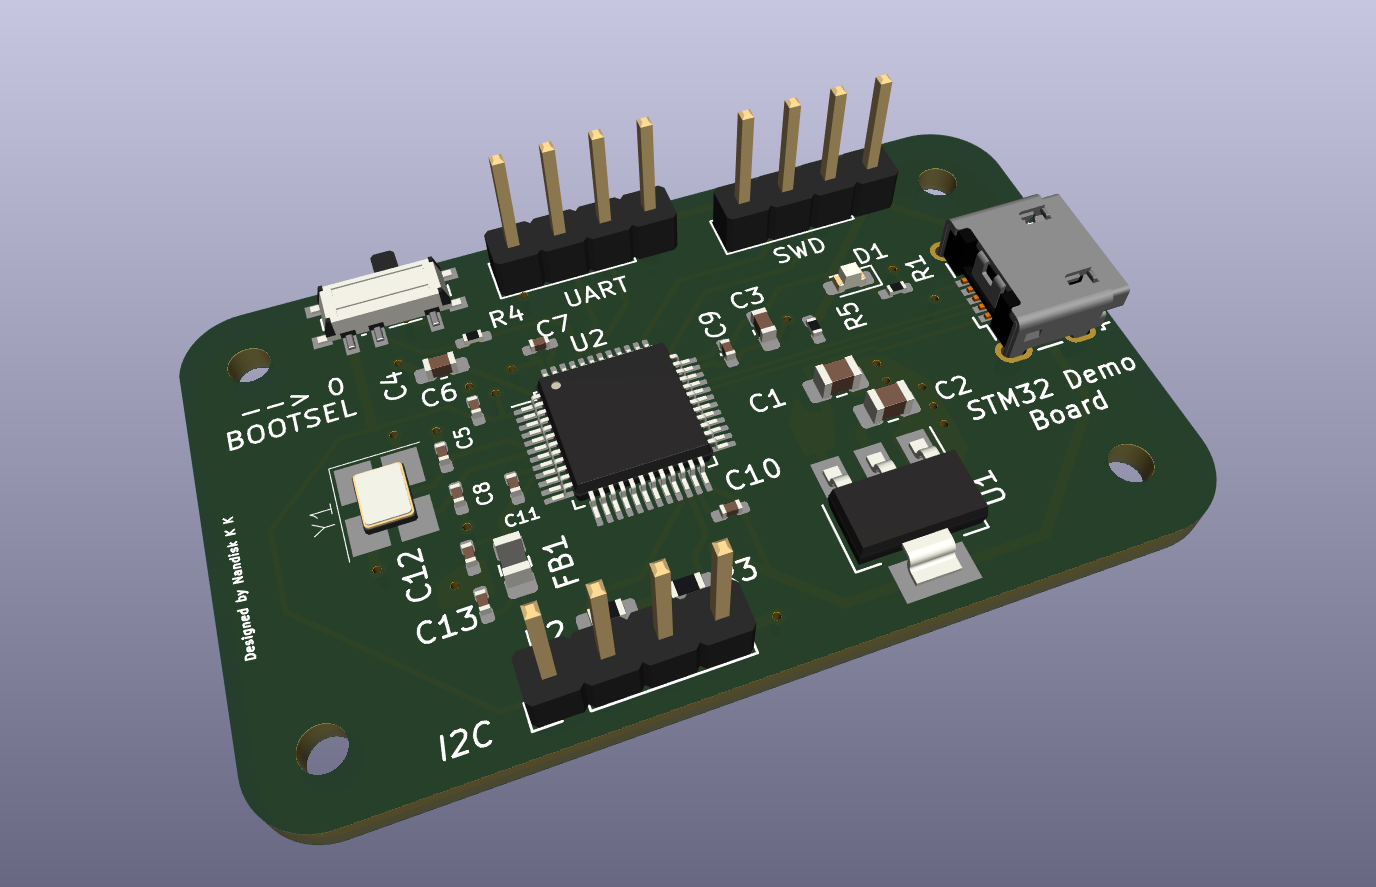 SWD
D1
R1
UART
R4
C7
U2
C9
C3
R5
C4
C6
1 --> 0
BOOTSEL
C1
C2
STM32 Demo
Board
C5
C8
C10
U1
Y1
C11
C12
FB1
C13
Designed by Nandisk K K
I2C